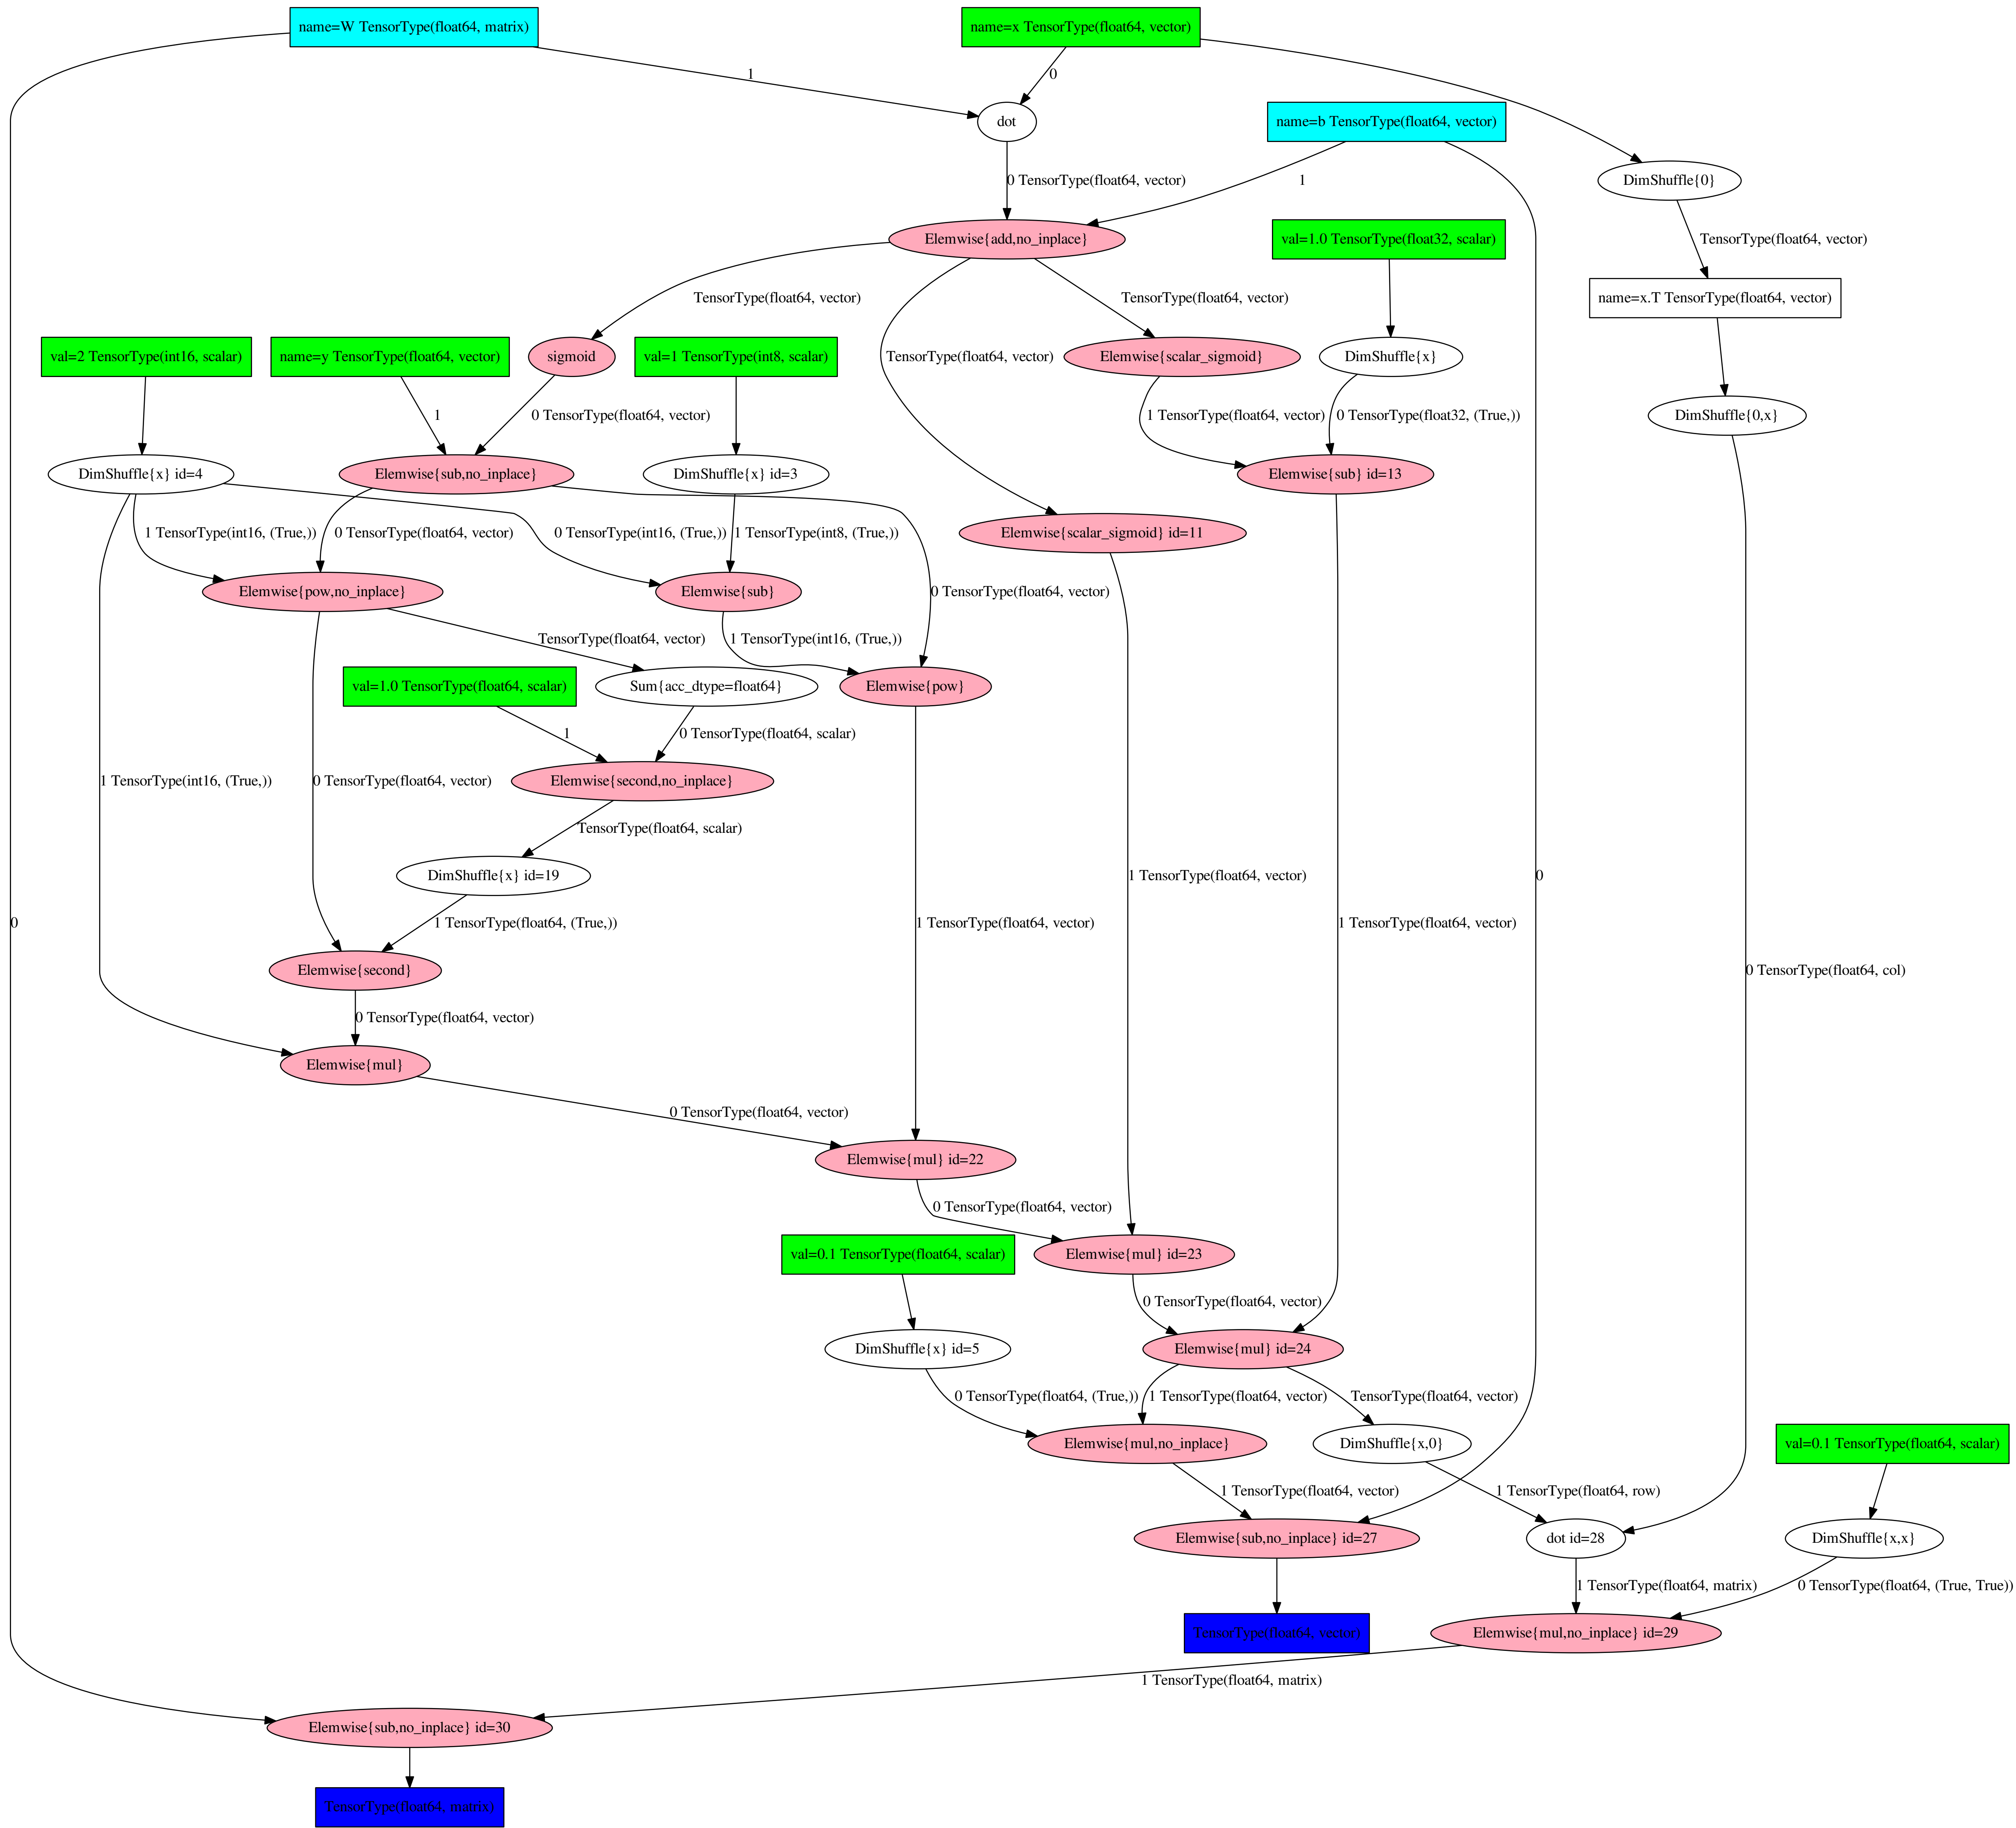 name=W TensorType(float64, matrix)
name=x TensorType(float64, vector)
1
0
dot
name=b TensorType(float64, vector)
0 TensorType(float64, vector)
1
DimShuffle{0}
Elemwise{add,no_inplace}
val=1.0 TensorType(float32, scalar)
TensorType(float64, vector)
TensorType(float64, vector)
TensorType(float64, vector)
name=x.T TensorType(float64, vector)
val=2 TensorType(int16, scalar)
name=y TensorType(float64, vector)
sigmoid
val=1 TensorType(int8, scalar)
TensorType(float64, vector)
Elemwise{scalar_sigmoid}
DimShuffle{x}
1
0 TensorType(float64, vector)
1 TensorType(float64, vector)
0 TensorType(float32, (True,))
DimShuffle{0,x}
DimShuffle{x} id=4
Elemwise{sub,no_inplace}
DimShuffle{x} id=3
Elemwise{sub} id=13
1 TensorType(int16, (True,))
0 TensorType(float64, vector)
0 TensorType(int16, (True,))
1 TensorType(int8, (True,))
Elemwise{scalar_sigmoid} id=11
Elemwise{pow,no_inplace}
Elemwise{sub}
0 TensorType(float64, vector)
TensorType(float64, vector)
1 TensorType(int16, (True,))
val=1.0 TensorType(float64, scalar)
Sum{acc_dtype=float64}
Elemwise{pow}
1
0 TensorType(float64, scalar)
1 TensorType(int16, (True,))
0 TensorType(float64, vector)
Elemwise{second,no_inplace}
TensorType(float64, scalar)
DimShuffle{x} id=19
1 TensorType(float64, vector)
0
0
1 TensorType(float64, (True,))
1 TensorType(float64, vector)
1 TensorType(float64, vector)
Elemwise{second}
0 TensorType(float64, col)
0 TensorType(float64, vector)
Elemwise{mul}
0 TensorType(float64, vector)
Elemwise{mul} id=22
0 TensorType(float64, vector)
val=0.1 TensorType(float64, scalar)
Elemwise{mul} id=23
0 TensorType(float64, vector)
DimShuffle{x} id=5
Elemwise{mul} id=24
0 TensorType(float64, (True,))
1 TensorType(float64, vector)
TensorType(float64, vector)
Elemwise{mul,no_inplace}
DimShuffle{x,0}
val=0.1 TensorType(float64, scalar)
1 TensorType(float64, vector)
1 TensorType(float64, row)
Elemwise{sub,no_inplace} id=27
dot id=28
DimShuffle{x,x}
1 TensorType(float64, matrix)
0 TensorType(float64, (True, True))
TensorType(float64, vector)
Elemwise{mul,no_inplace} id=29
1 TensorType(float64, matrix)
Elemwise{sub,no_inplace} id=30
TensorType(float64, matrix)